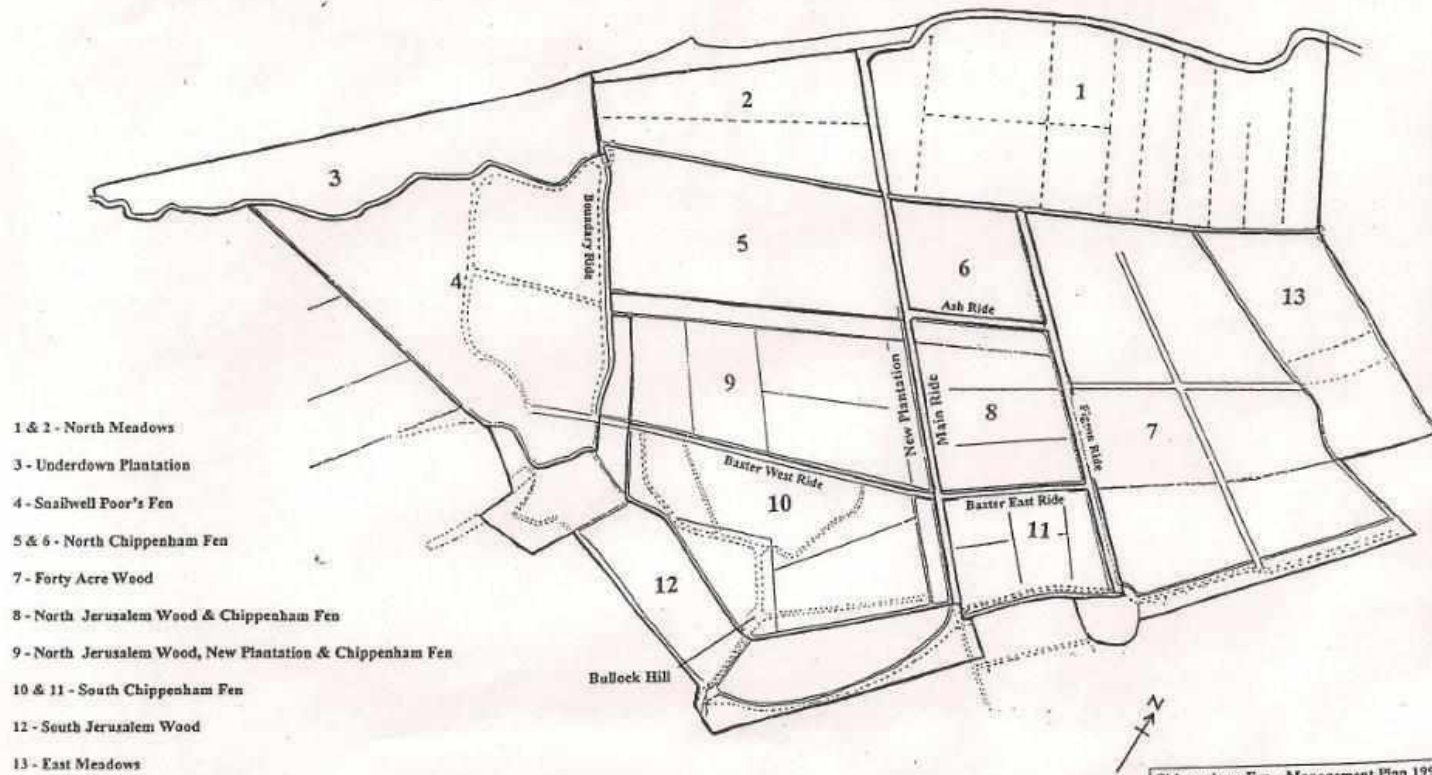 1
2
3
4
5
6
13
Boundary Ride
Ash Ride
9
New Plantation
Main Ride
8
Pigeon Ride
7
Baxter West Ride
10
Baxter East Ride
11
12
Bullock Hill
1 & 2 - North Meadows
3 - Underdown Plantation
4 - Snailwell Poor's Fen
5 & 6 - North Chippenham Fen
7 - Forty Acre Wood
8 - North Jerusalem Wood & Chippenham Fen
9 - North Jerusalem Wood, New Plantation & Chippenham Fen
10 & 11 - South Chippenham Fen
12 - South Jerusalem Wood
13 - East Meadows
N
Management Plan